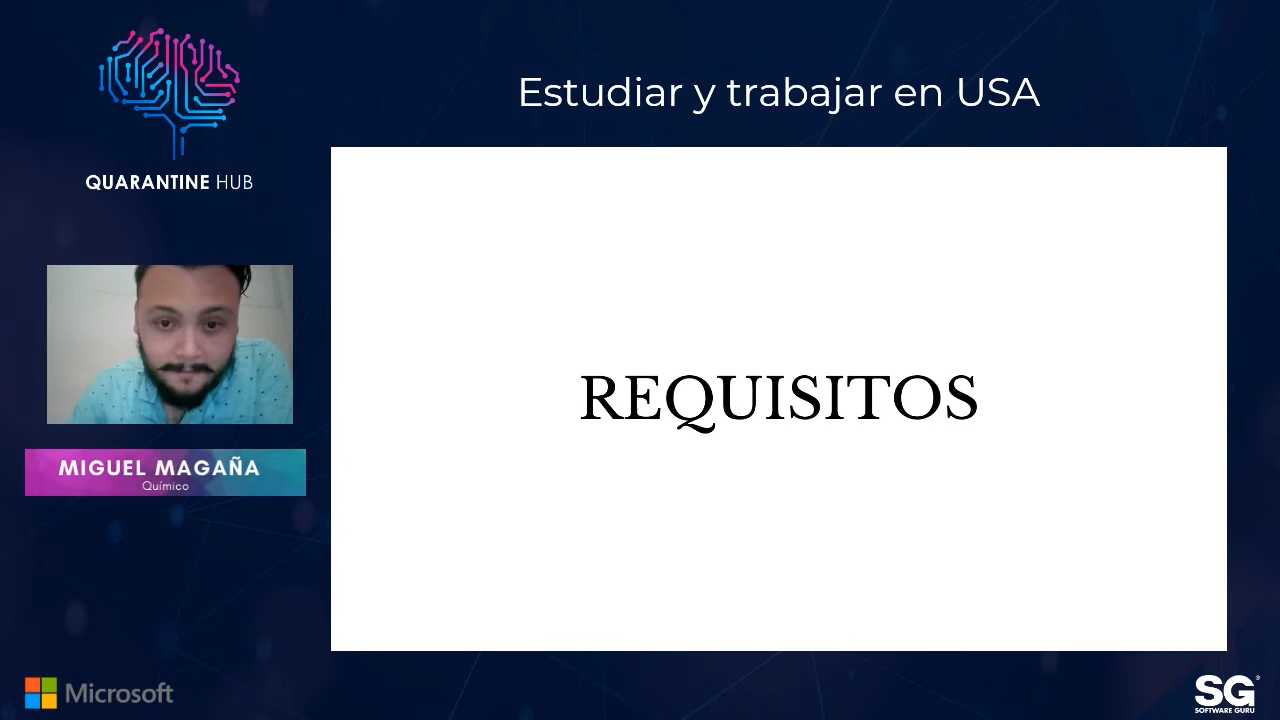 Estudiar y trabajar en USA
QUARANTINE HUB
REQUISITOS
MIGUEL MAGAÑA
Químico
Microsoft
SG
SOFTWARE GURU